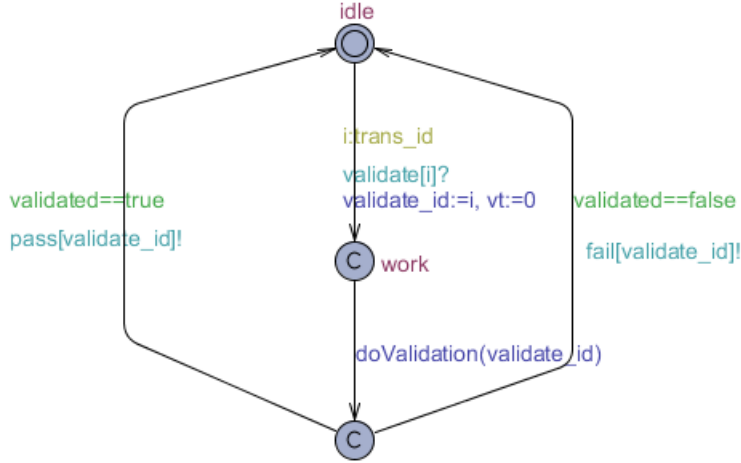 idle
i:trans_id
validate[i]?
validate_id:=i, vt:=0
validated==true
validated==false
pass[validate_id]!
fail[validate_id]!
C
work
doValidation(validate_id)
C